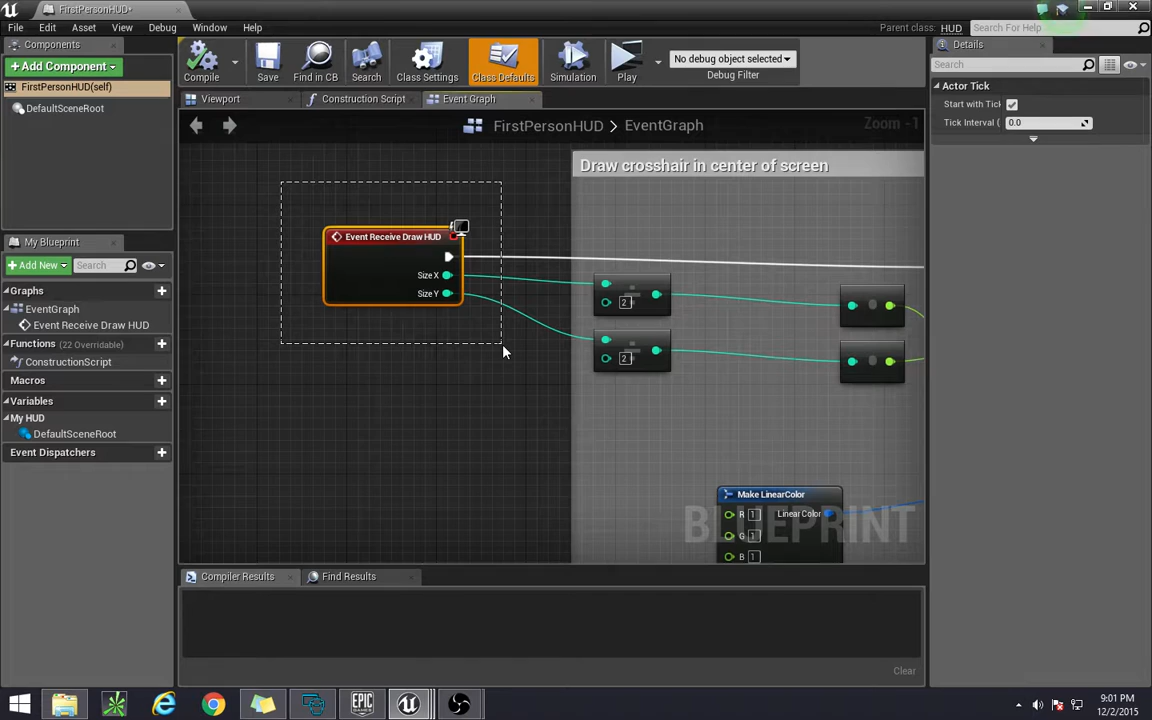 FirstPersonHUD*
File Edit Asset View Debug Window Help
Parent class: HUD
Search For Help
Components
+ Add Component
FirstPersonHUD(self)
DefaultSceneRoot
Compile
Save
Find in CB
Search
Class Settings
Class Defaults
Simulation
Play
No debug object selected
Debug Filter
Details
Search
Actor Tick
Start with Tick
Tick Interval (
0.0
Viewport
Construction Script
Event Graph
FirstPersonHUD > EventGraph
Zoom -1
Draw crosshair in center of screen
Event Receive Draw HUD
Size X
Size Y
2
2
Make LinearColor
R 1
Linear Color
G 1
B 1
BLUEPRINT
My Blueprint
+ Add New
Search
Graphs
EventGraph
Event Receive Draw HUD
Functions (22 Overridable)
ConstructionScript
Macros
Variables
My HUD
DefaultSceneRoot
Event Dispatchers
Compiler Results
Find Results
Clear
EPIC GAMES
9:01 PM
12/2/2015